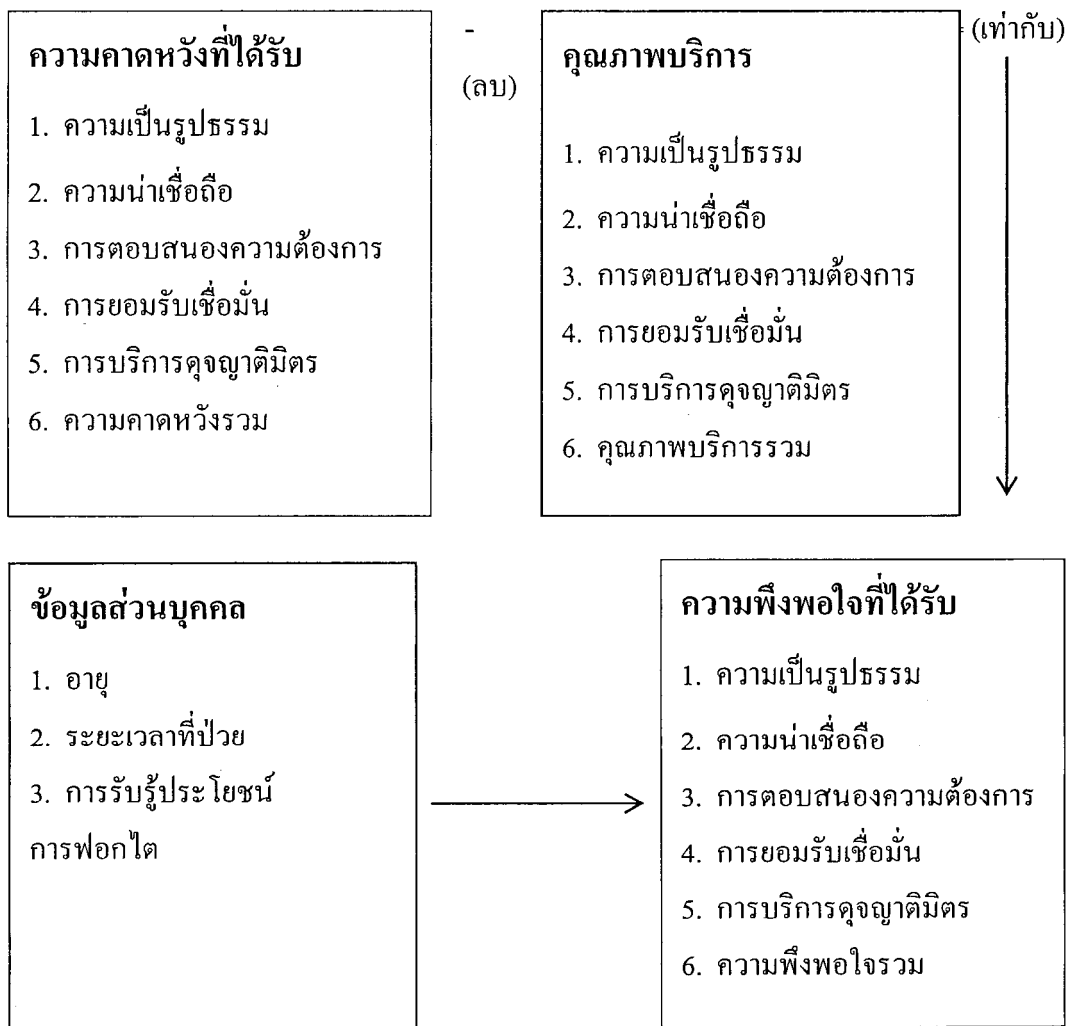 ความคาดหวังที่ได้รับ
1. ความเป็นรูปธรรม
2. ความน่าเชื่อถือ
3. การตอบสนองความต้องการ
4. การยอมรับเชื่อมั่น
5. การบริการดุจญาติมิตร
6. ความคาดหวังรวม
-
(ลบ)
คุณภาพบริการ
1. ความเป็นรูปธรรม
2. ความน่าเชื่อถือ
3. การตอบสนองความต้องการ
4. การยอมรับเชื่อมั่น
5. การบริการดุจญาติมิตร
6. คุณภาพบริการรวม
= (เท่ากับ)
ข้อมูลส่วนบุคคล
1. อายุ
2. ระยะเวลาที่ป่วย
3. การรับรู้ประโยชน์
การฟอกไต
ความพึงพอใจที่ได้รับ
1. ความเป็นรูปธรรม
2. ความน่าเชื่อถือ
3. การตอบสนองความต้องการ
4. การยอมรับเชื่อมั่น
5. การบริการดุจญาติมิตร
6. ความพึงพอใจรวม